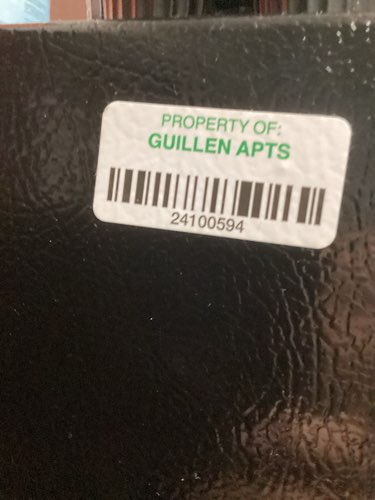 PROPERTY OF:
GUILLEN APTS
24100594